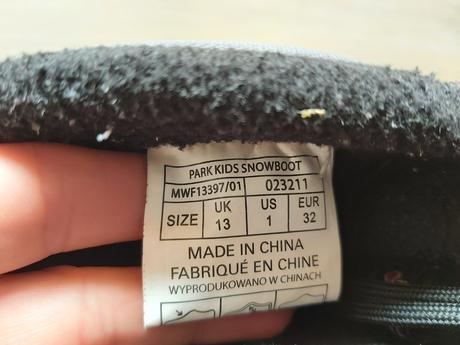 PARK KIDS SNOWBOOT
MWF13397/01 023211
SIZE UK US EUR
13 1 32
MADE IN CHINA
FABRIQUÉ EN CHINE
WYPRODUKOWANO W CHINACH